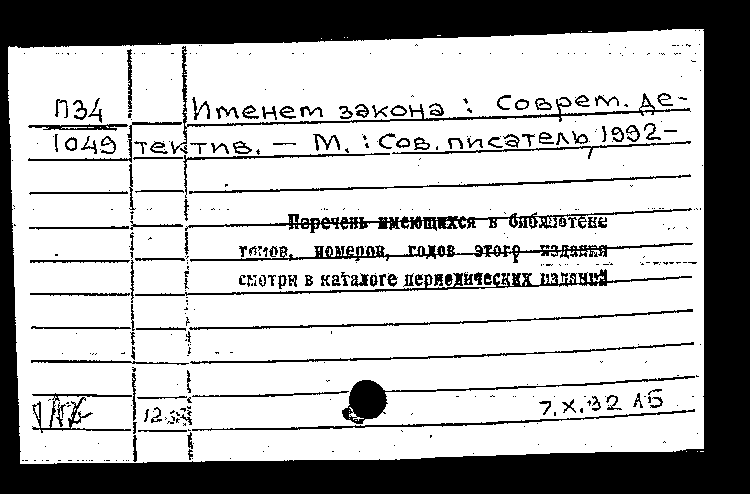 П34 Именем закона : Соврем. де-
1049 тектив. — М. : Сов. писатель, 1992—
Перечень имеющихся в библиотеке
томов, номеров, годов этого издания
смотри в каталоге периодических изданий
7.X.92 АБ